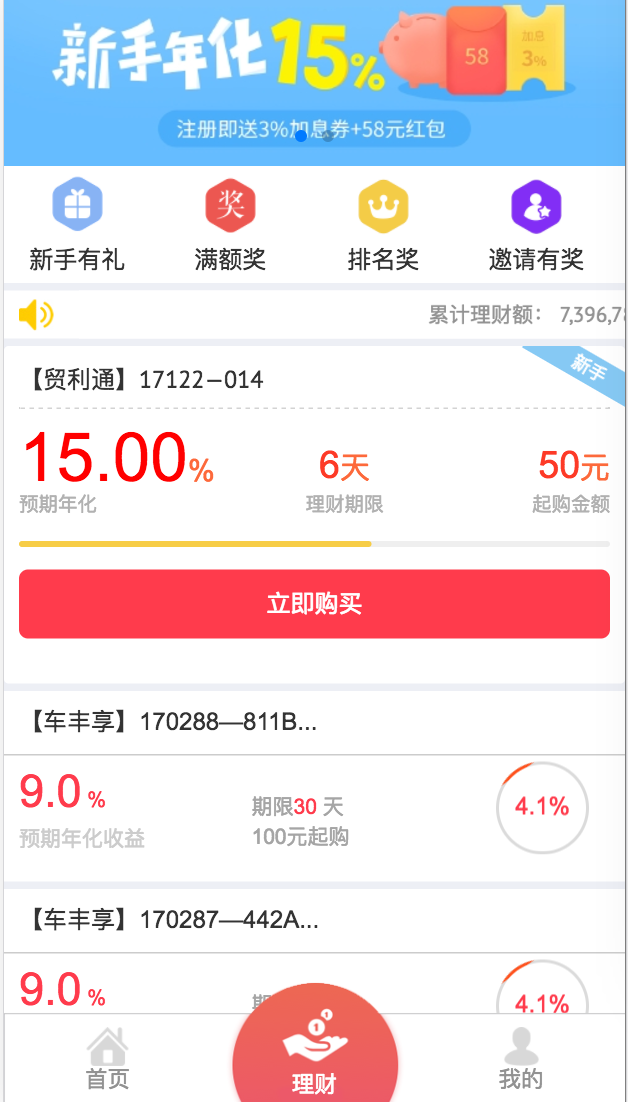 新手年化15%
58
加息
3%
注册即送3%加息券+58元红包
奖
新手有礼 满额奖 排名奖 邀请有奖
累计理财额： 7,396,78
【贸利通】17122-014
新手
15.00% 6天 50元
预期年化 理财期限 起购金额
立即购买
【车丰享】170288—811B...
9.0 % 期限30 天 4.1%
预期年化收益 100元起购
【车丰享】170287—442A...
9.0 % 期 4.1%
首页 理财 我的